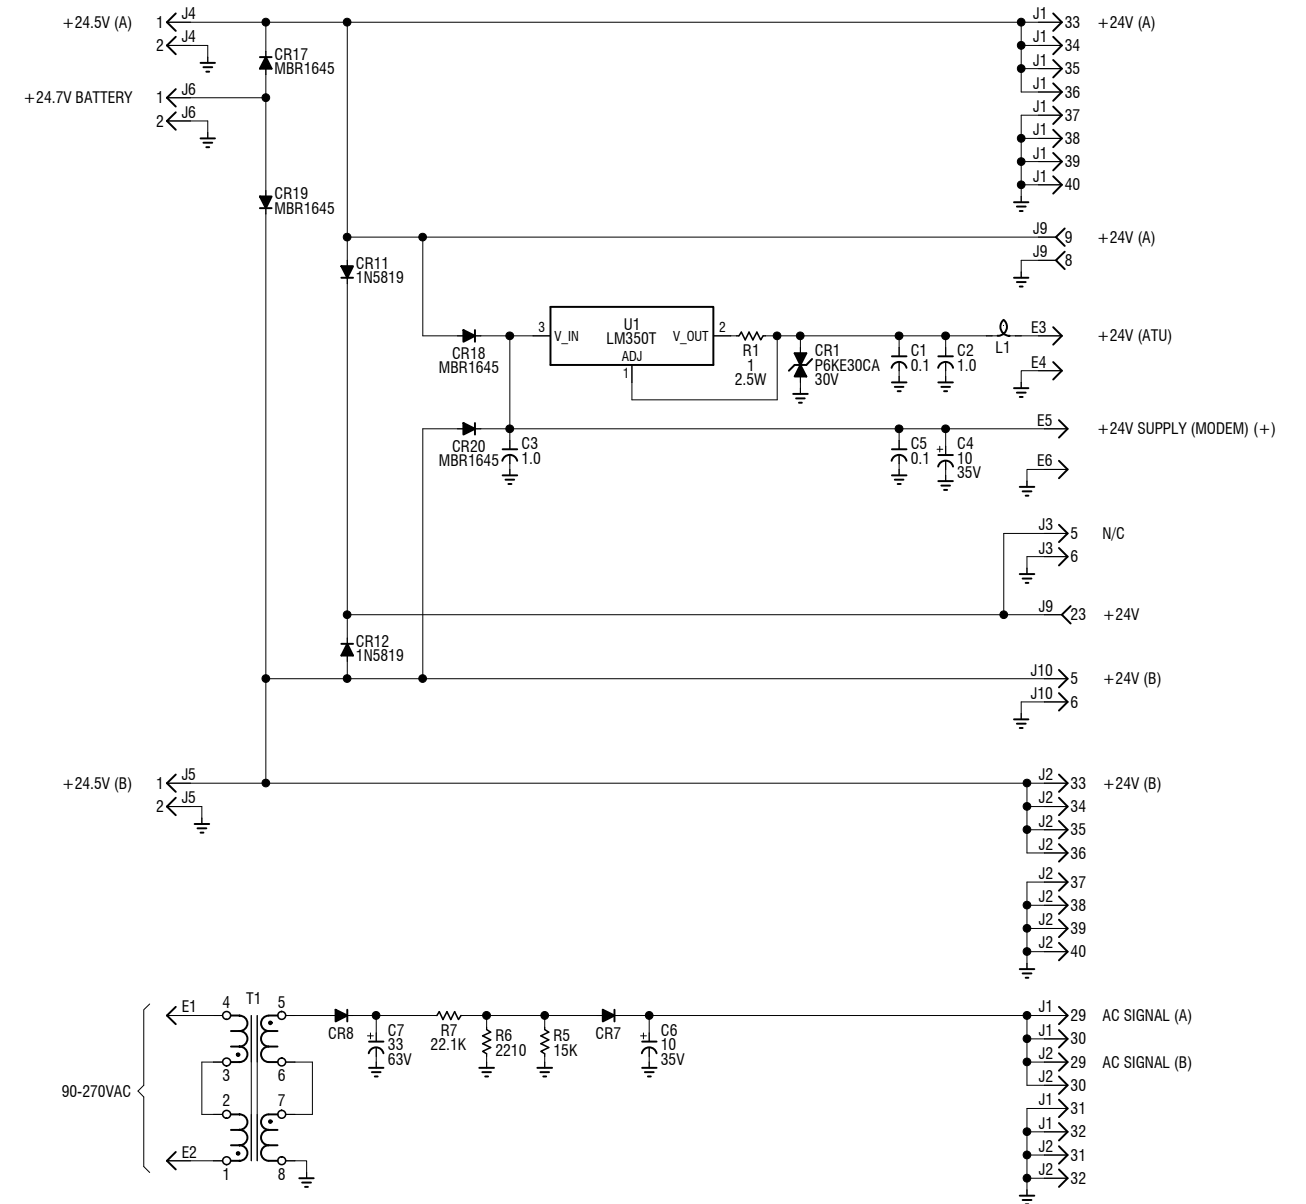 +24.5V (A) 1 J4 J1 33 +24V (A)
2 J4 J1 34
CR17
MBR1645
J1 35
J1 36
+24.7V BATTERY 1 J6
2 J6
J1 37
J1 38
J1 39
J1 40
CR19
MBR1645
J9 9 +24V (A)
J9 8
CR11
1N5819
U1
LM350T
3 V_IN V_OUT 2
ADJ
1
CR18
MBR1645
R1
1
2.5W
CR1
P6KE30CA
30V
C1
0.1
C2
1.0
L1
E3 +24V (ATU)
E4
CR20
MBR1645
C3
1.0
C5
0.1
+
C4
10
35V
E5 +24V SUPPLY (MODEM) (+)
E6
J3 5 N/C
J3 6
J9 23 +24V
CR12
1N5819
J10 5 +24V (B)
J10 6
+24.5V (B) 1 J5 J2 33 +24V (B)
2 J5 J2 34
J2 35
J2 36
J2 37
J2 38
J2 39
J2 40
90-270VAC
E1
E2
T1
4 5
3 6
2 7
1 8
CR8
+
C7
33
63V
R7
22.1K
R6
2210
R5
15K
CR7
+
C6
10
35V
J1 29 AC SIGNAL (A)
J1 30
J2 29 AC SIGNAL (B)
J2 30
J1 31
J1 32
J2 31
J2 32